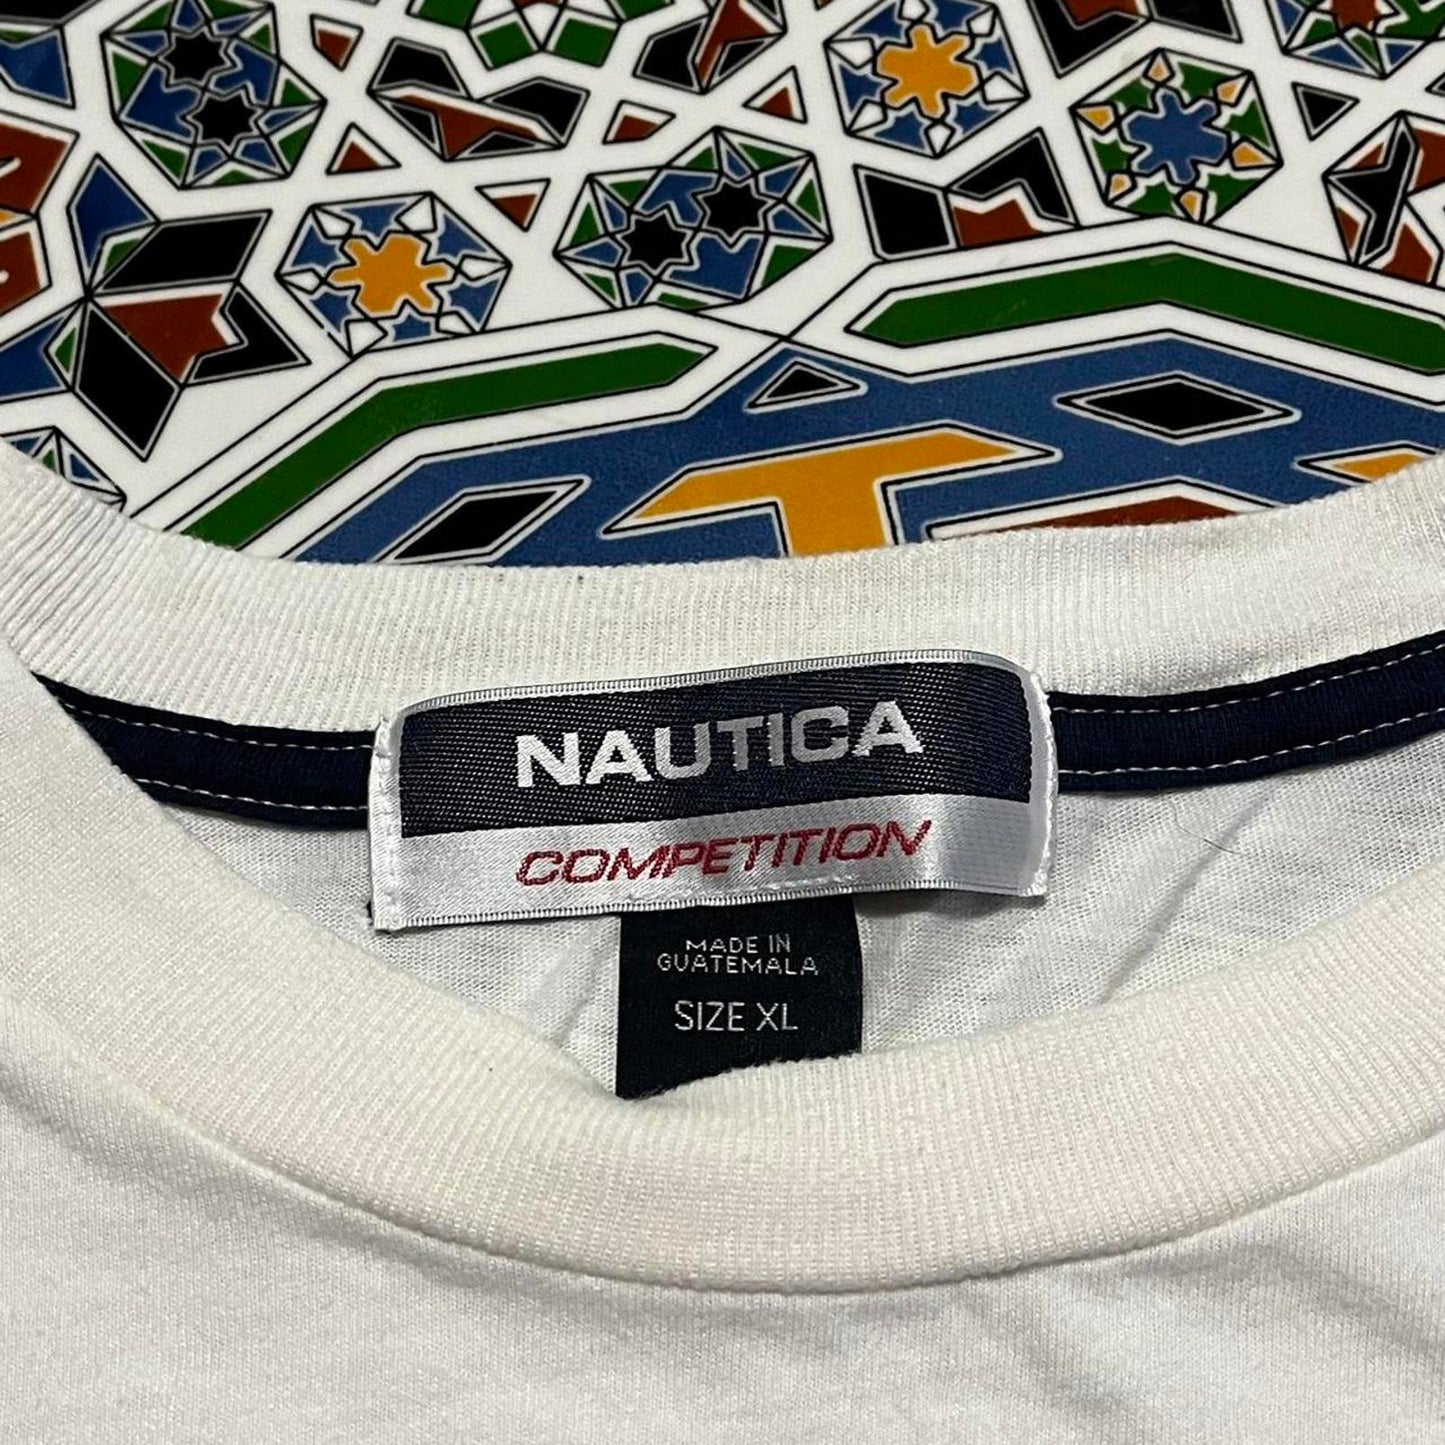 NAUTICA
COMPETITION
MADE IN
GUATEMALA
SIZE XL